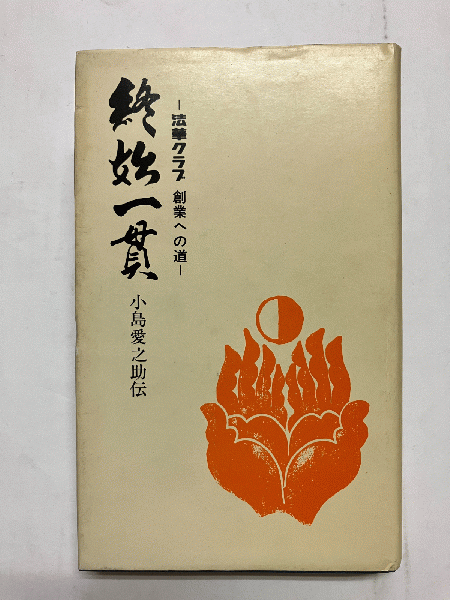 —法華クラブ 創業への道—
終始一貫
小島愛之助伝